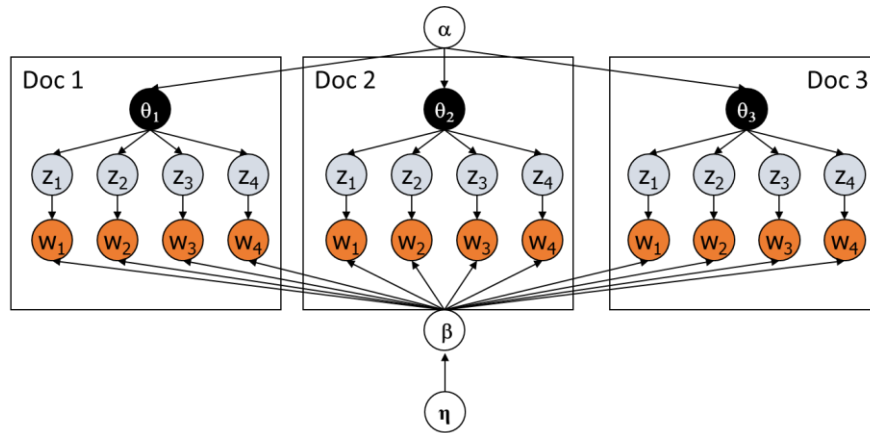 α
Doc 1 Doc 2 Doc 3
θ₁ θ₂ θ₃
z₁ z₂ z₃ z₄ z₁ z₂ z₃ z₄ z₁ z₂ z₃ z₄
w₁ w₂ w₃ w₄ w₁ w₂ w₃ w₄ w₁ w₂ w₃ w₄
β
η